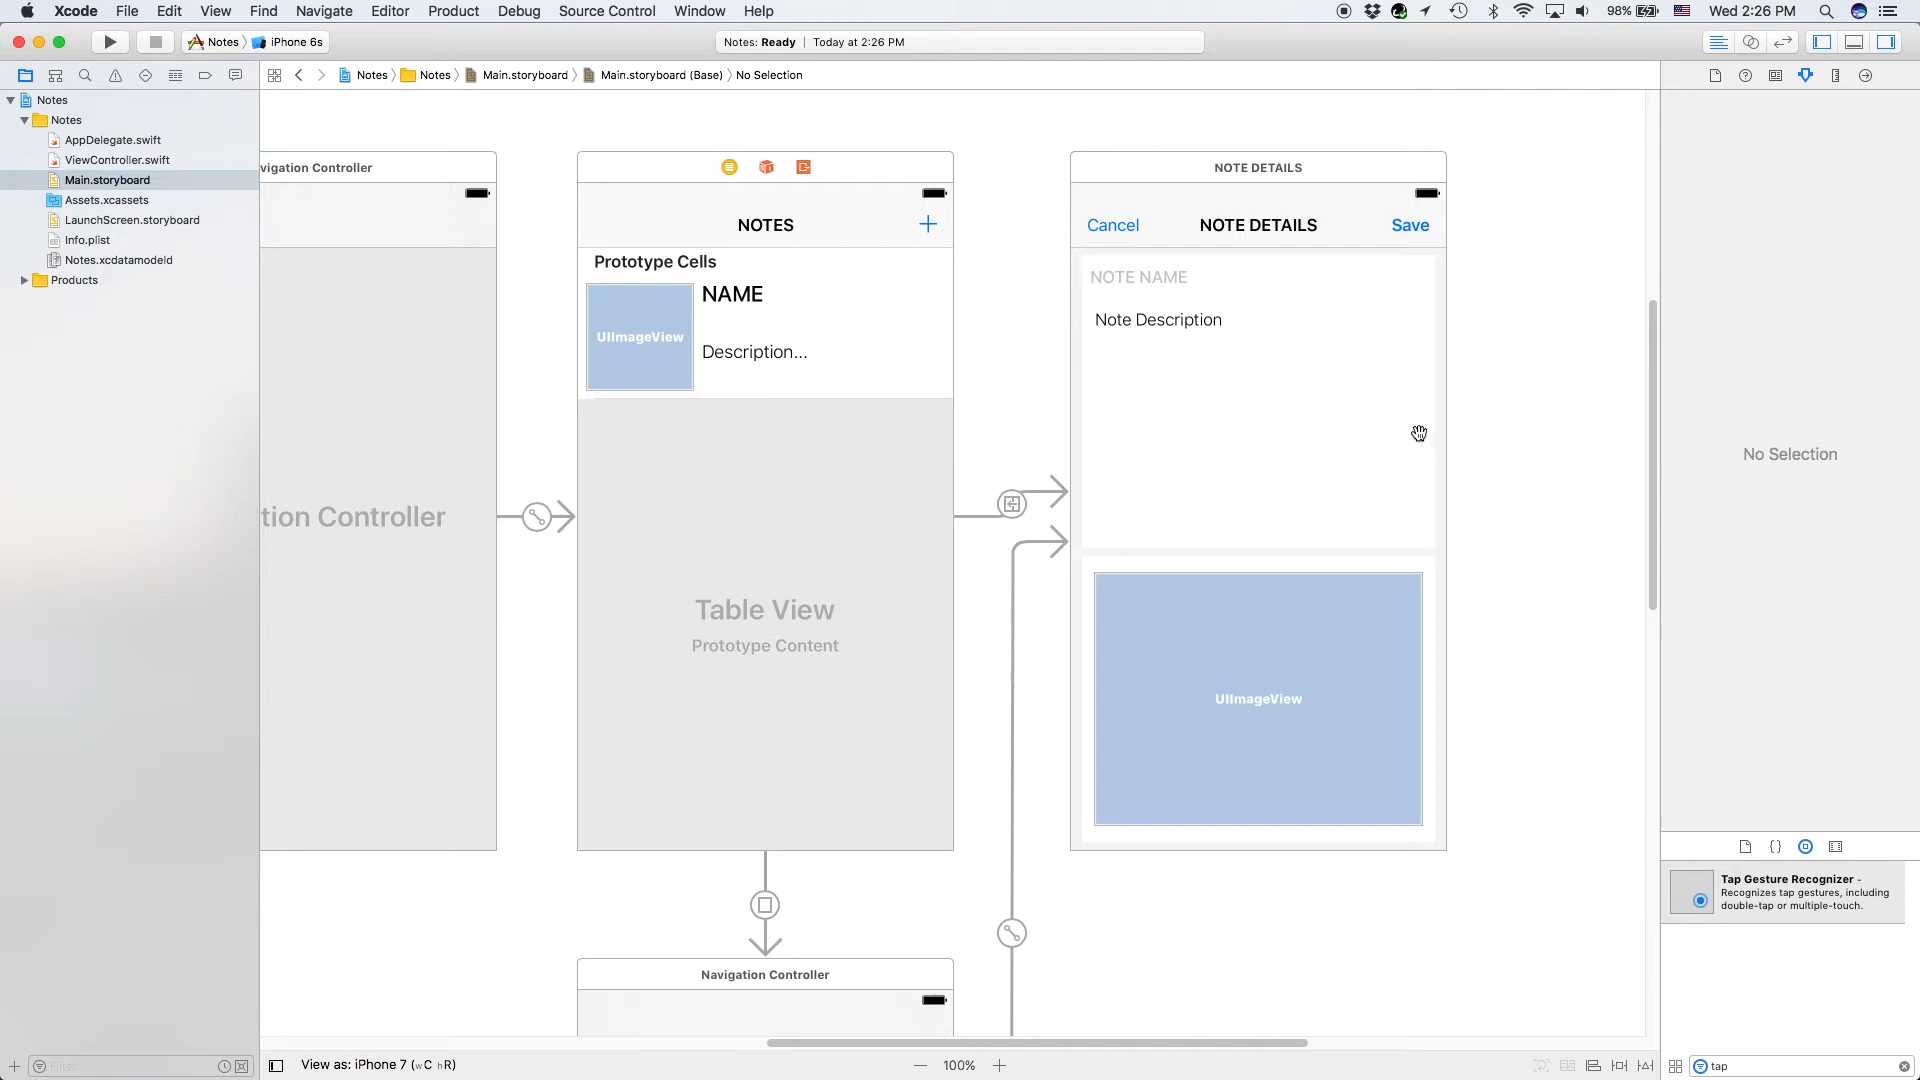 Xcode File Edit View Find Navigate Editor Product Debug Source Control Window Help
98% Wed 2:26 PM
Notes iPhone 6s
Notes: Ready | Today at 2:26 PM
Notes Notes Main.storyboard Main.storyboard (Base) No Selection
Notes
Notes
AppDelegate.swift
ViewController.swift
Main.storyboard
Assets.xcassets
LaunchScreen.storyboard
Info.plist
Notes.xcdatamodeld
Products
vigation Controller
tion Controller
NOTES
Prototype Cells
UIImageView
NAME
Description...
Table View
Prototype Content
Navigation Controller
NOTE DETAILS
Cancel NOTE DETAILS Save
NOTE NAME
Note Description
UIImageView
No Selection
{}
Tap Gesture Recognizer -
Recognizes tap gestures, including
double-tap or multiple-touch.
Filter
View as: iPhone 7 (wC hR)
100%
tap